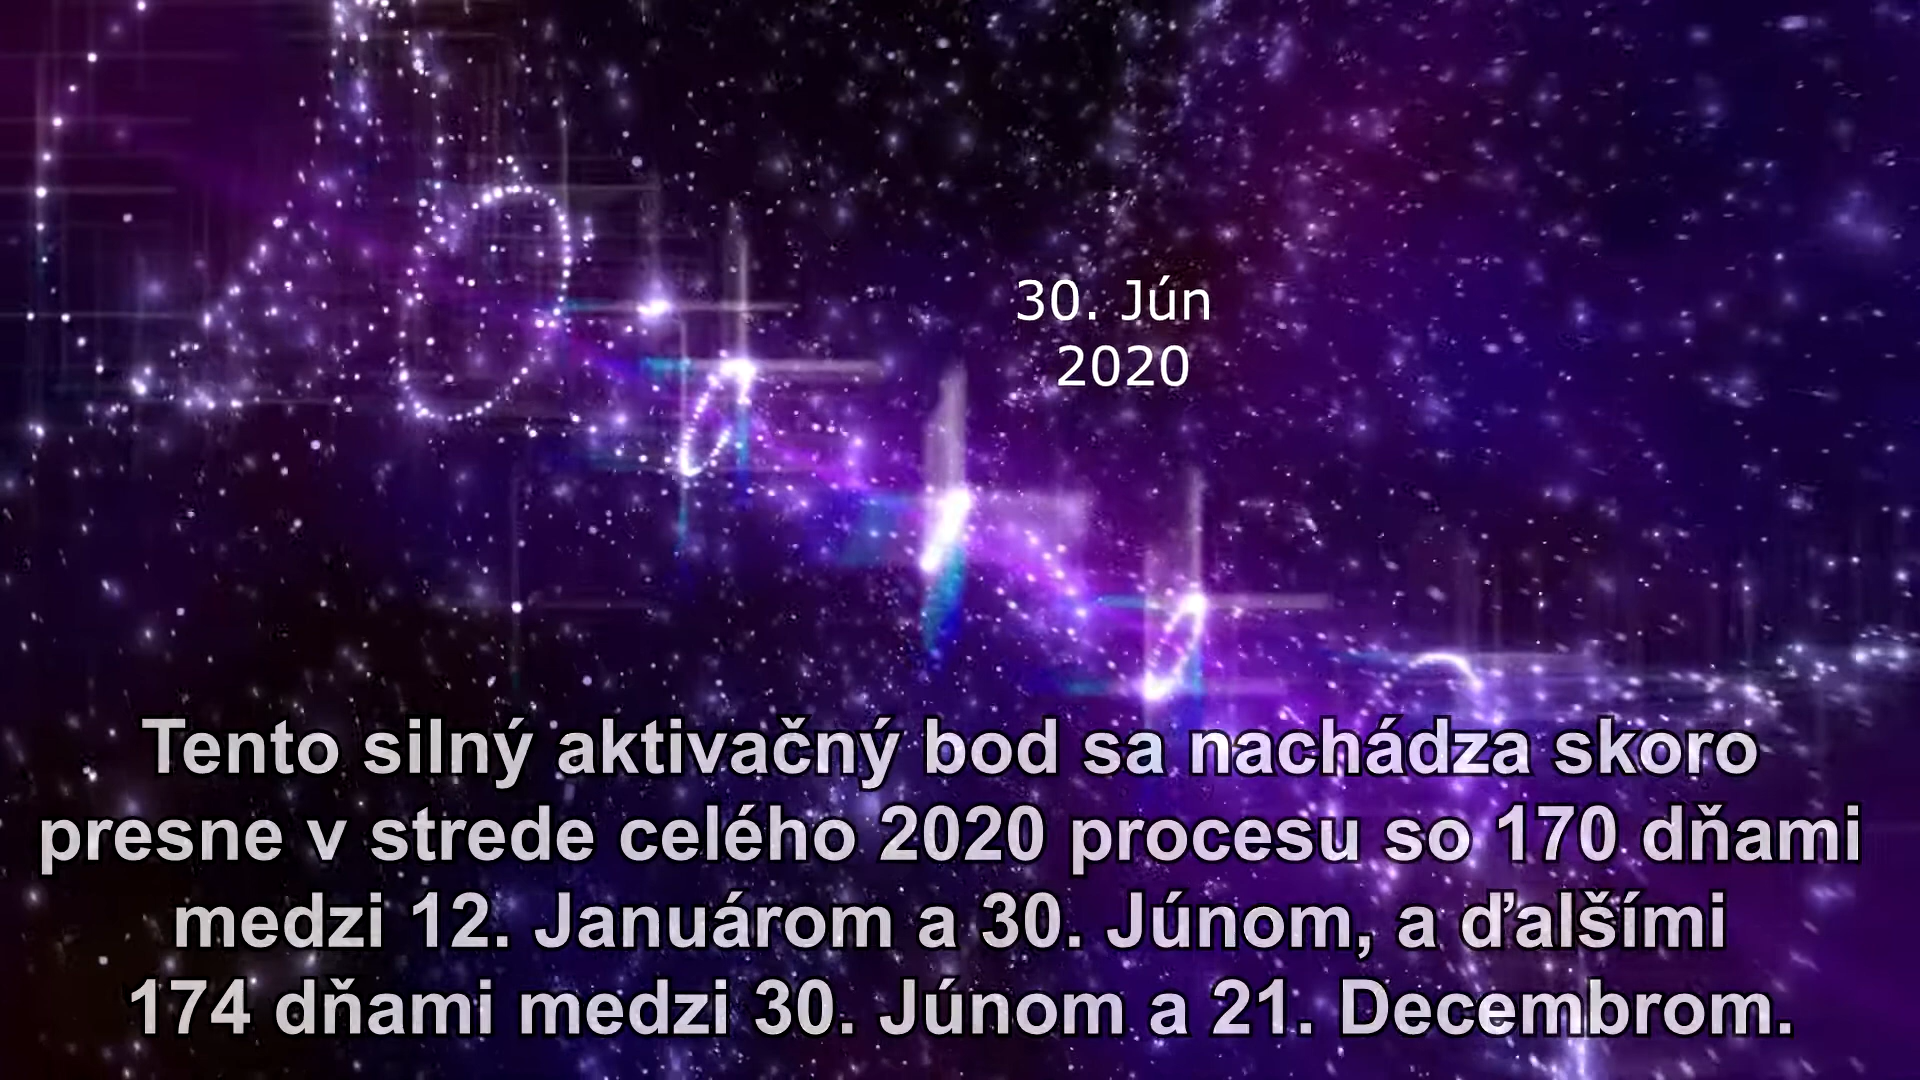 30. Jún
2020
Tento silný aktivačný bod sa nachádza skoro
presne v strede celého 2020 procesu so 170 dňami
medzi 12. Januárom a 30. Júnom, a ďalšími
174 dňami medzi 30. Júnom a 21. Decembrom.